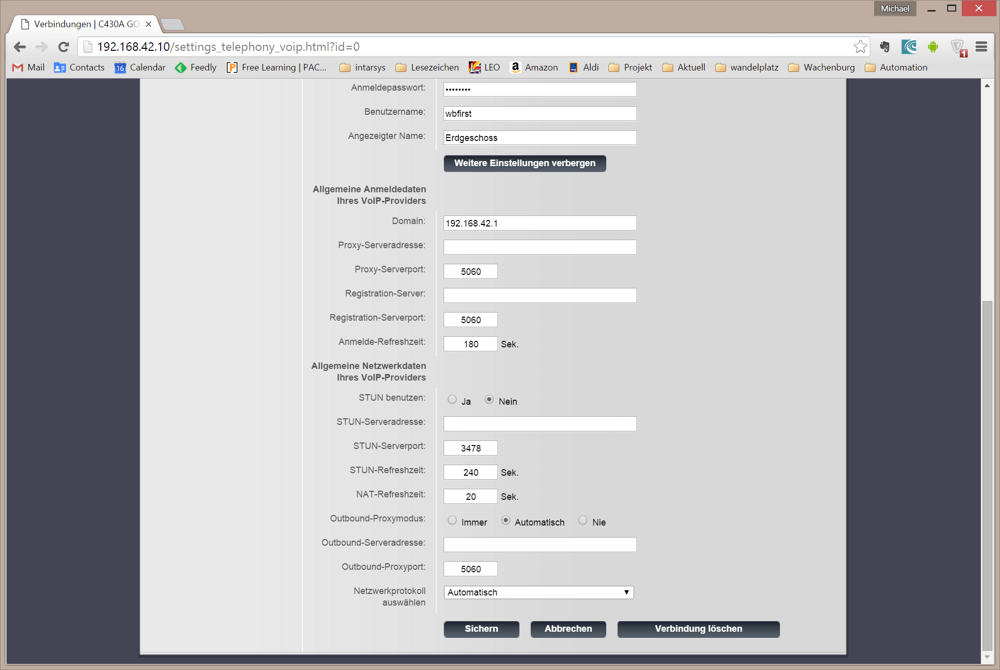 Michael
Verbindungen | C430A GO
192.168.42.10/settings_telephony_voip.html?id=0
1
Mail Contacts 16 Calendar Feedly Free Learning | PAC... intarsys Lesezeichen LEO Amazon Aldi Projekt Aktuell wandelplatz Wachenburg Automation
Anmeldepasswort: ••••••••
Benutzername: wbfirst
Angezeigter Name: Erdgeschoss
Weitere Einstellungen verbergen
Allgemeine Anmeldedaten
Ihres VoIP-Providers
Domain: 192.168.42.1
Proxy-Serveradresse:
Proxy-Serverport: 5060
Registration-Server:
Registration-Serverport: 5060
Anmelde-Refreshzeit: 180 Sek.
Allgemeine Netzwerkdaten
Ihres VoIP-Providers
STUN benutzen: Ja Nein
STUN-Serveradresse:
STUN-Serverport: 3478
STUN-Refreshzeit: 240 Sek.
NAT-Refreshzeit: 20 Sek.
Outbound-Proxymodus: Immer Automatisch Nie
Outbound-Serveradresse:
Outbound-Proxyport: 5060
Netzwerkprotokoll
auswählen
Automatisch
Sichern Abbrechen Verbindung löschen